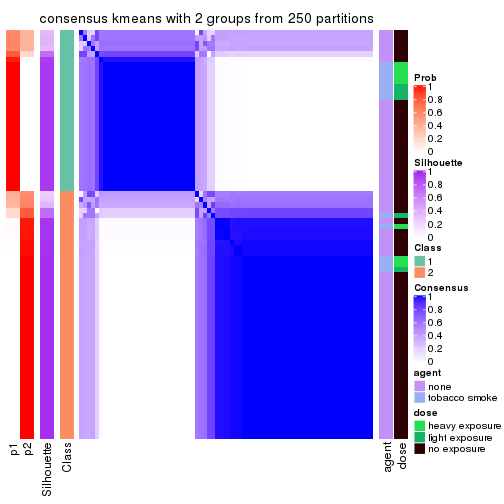 consensus kmeans with 2 groups from 250 partitions
Prob
1
0.8
0.6
0.4
0.2
0
Silhouette
1
0.8
0.6
0.4
0.2
0
Class
1
2
Consensus
1
0.8
0.6
0.4
0.2
0
agent
none
tobacco smoke
dose
heavy exposure
light exposure
no exposure
p1
p2
Silhouette
Class
agent
dose